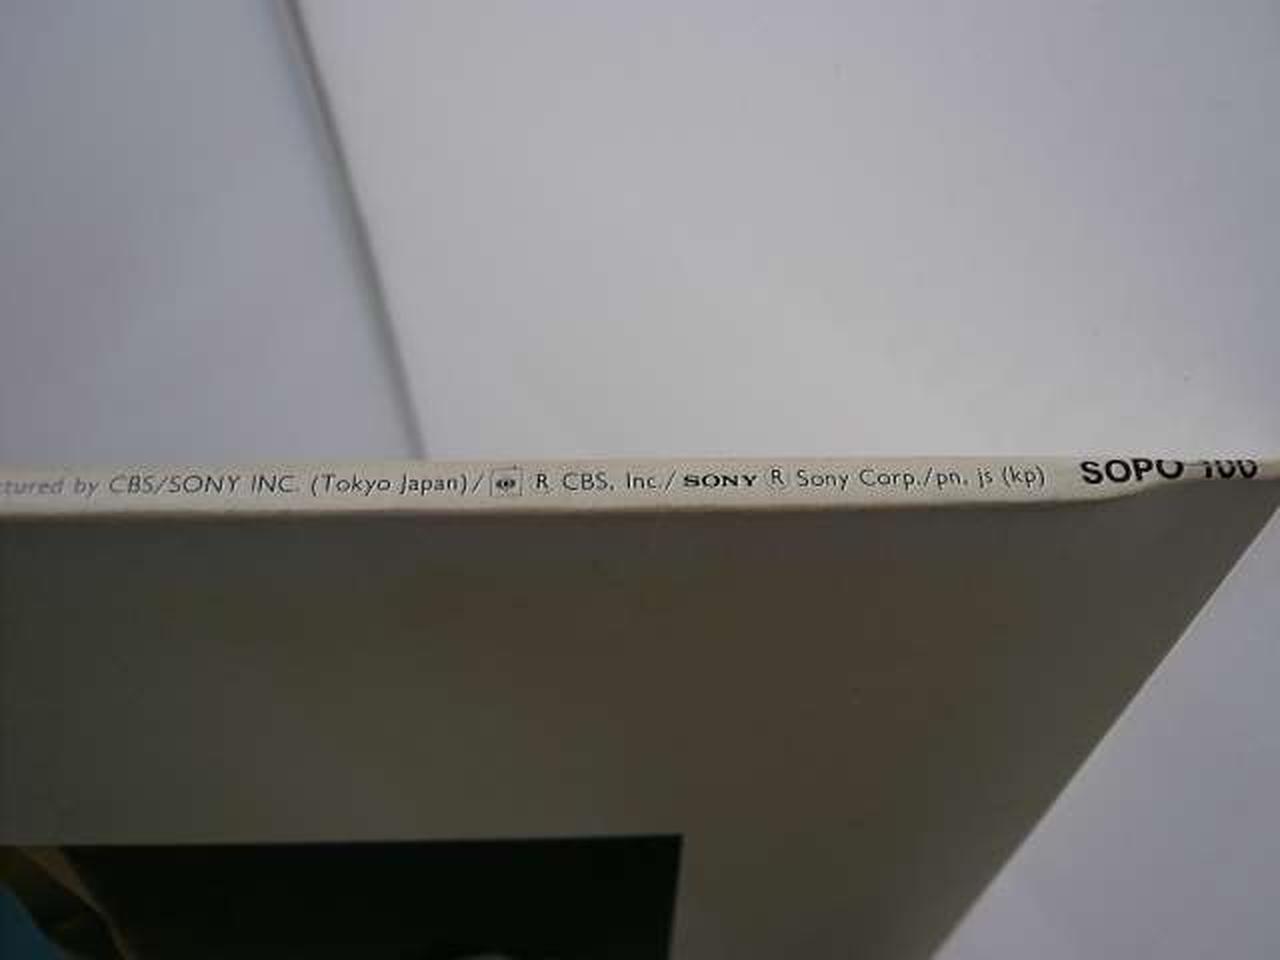 ctured by CBS/SONY INC. (Tokyo Japan)/ R CBS, Inc./SONY R Sony Corp./pn. js (kp) SOPO 100